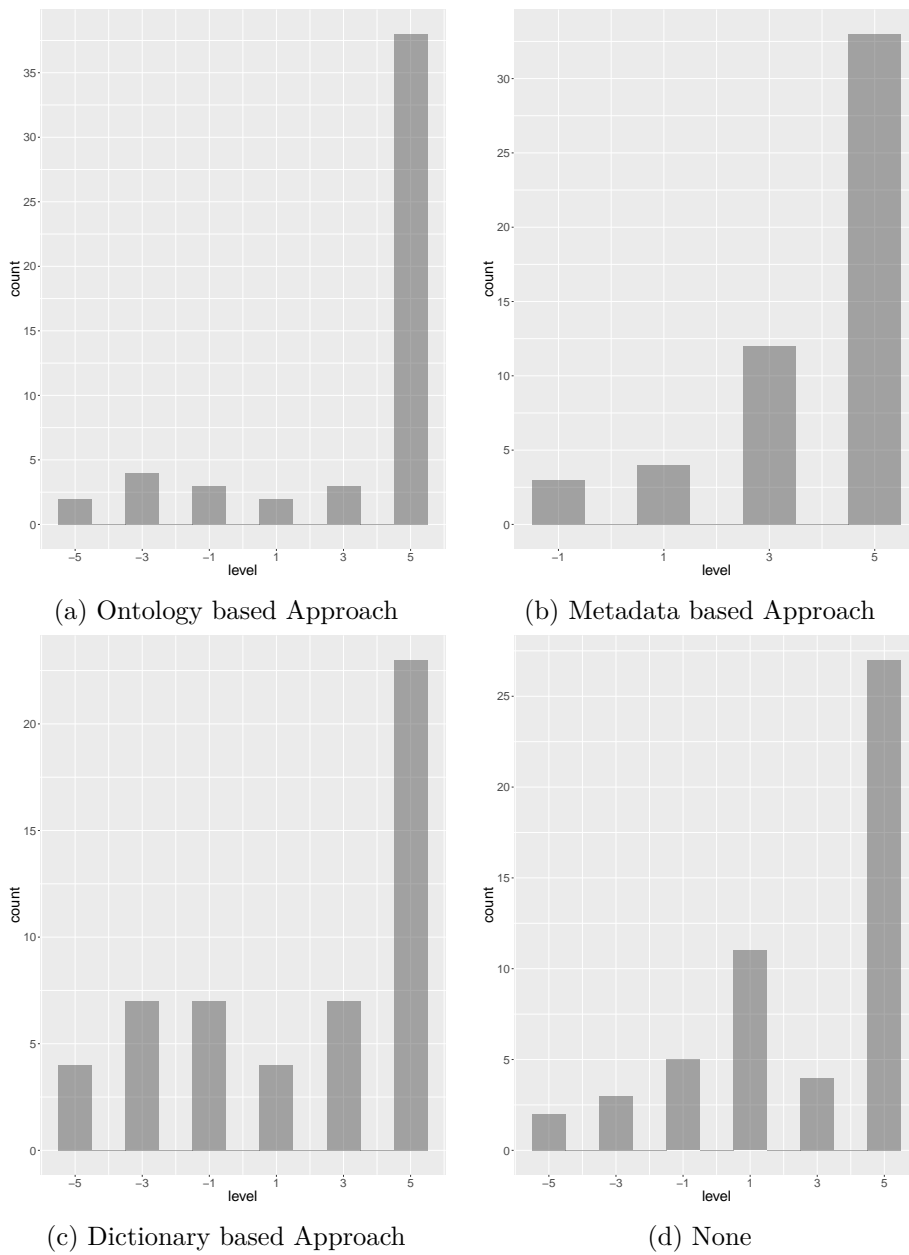 count
35
30
25
20
15
10
5
0
−5 −3 −1 1 3 5
level
(a) Ontology based Approach
count
30
25
20
15
10
5
0
−1 1 3 5
level
(b) Metadata based Approach
count
20
15
10
5
0
−5 −3 −1 1 3 5
level
(c) Dictionary based Approach
count
25
20
15
10
5
0
−5 −3 −1 1 3 5
level
(d) None